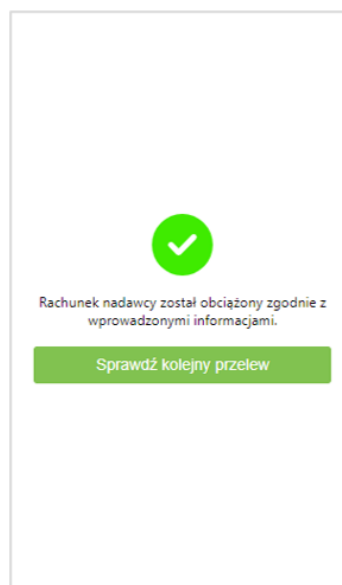 Rachunek nadawcy został obciążony zgodnie z
wprowadzonymi informacjami.
Sprawdź kolejny przelew